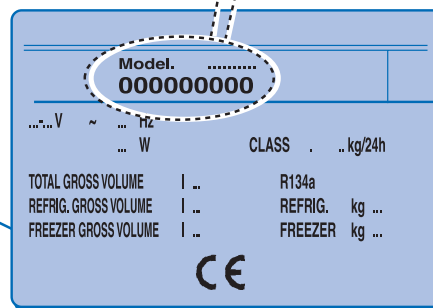 Model. ..........
000000000
...-... V ~ ... Hz
... W CLASS . .. kg/24h
TOTAL GROSS VOLUME l ... R134a
REFRIG. GROSS VOLUME l ... REFRIG. kg ...
FREEZER GROSS VOLUME l ... FREEZER kg ...
CE